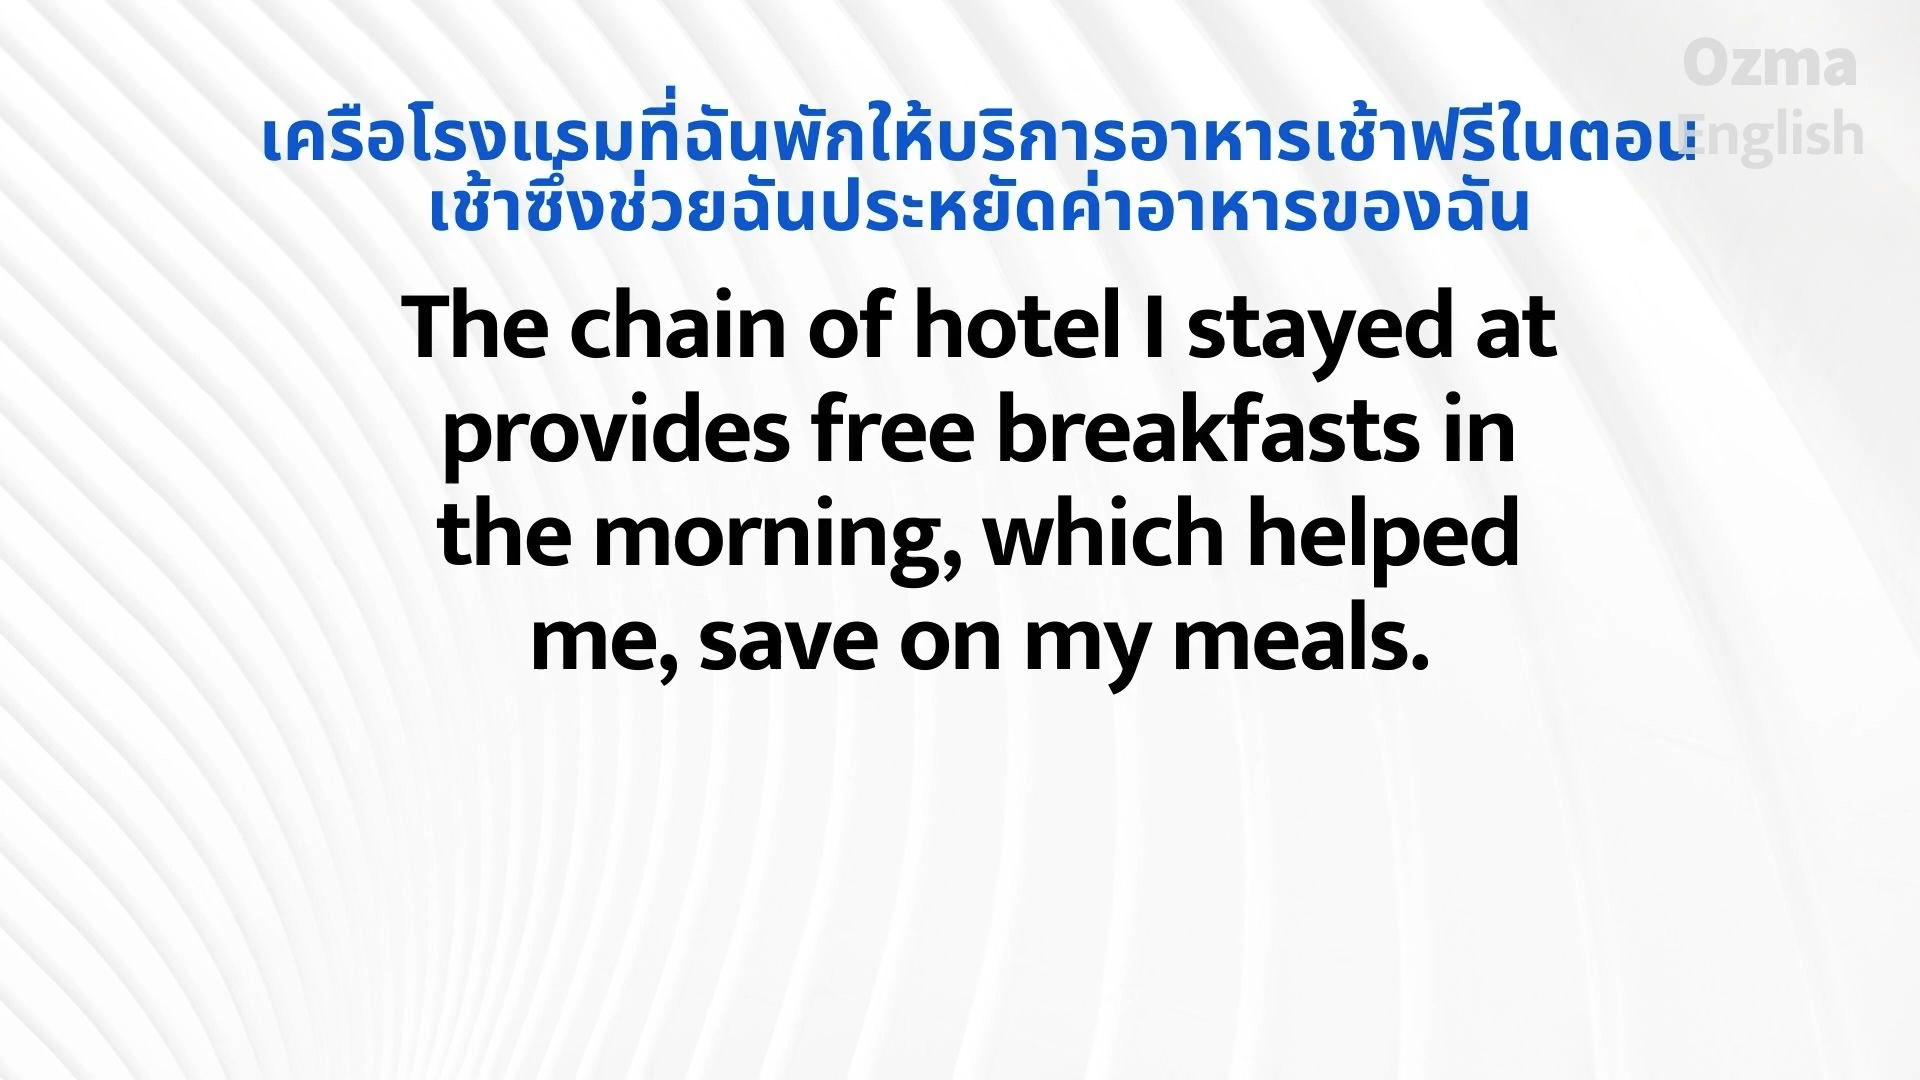 Ozma
English
เครือโรงแรมที่ฉันพักให้บริการอาหารเช้าฟรีในตอน
เช้าซึ่งช่วยฉันประหยัดค่าอาหารของฉัน
The chain of hotel I stayed at
provides free breakfasts in
the morning, which helped
me, save on my meals.